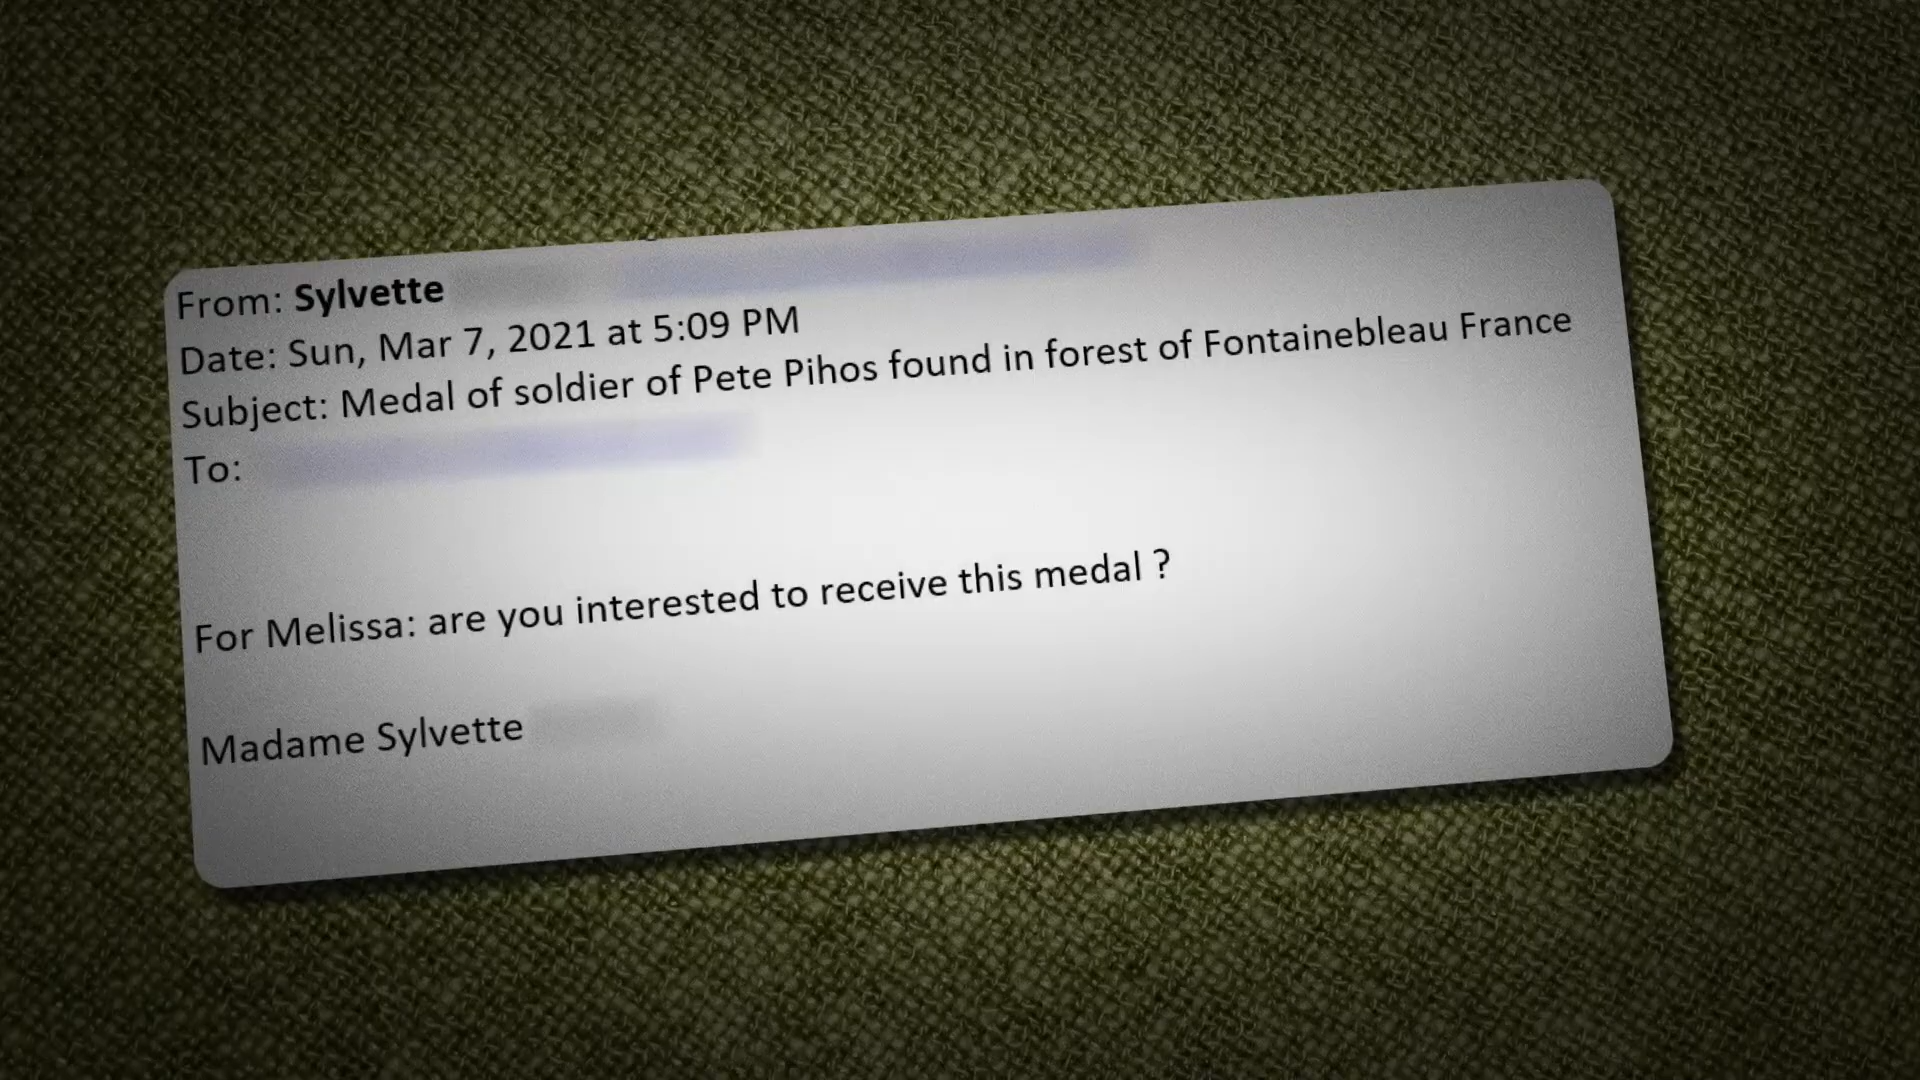 From: Sylvette
Date: Sun, Mar 7, 2021 at 5:09 PM
Subject: Medal of soldier of Pete Pihos found in forest of Fontainebleau France
To:
For Melissa: are you interested to receive this medal ?
Madame Sylvette